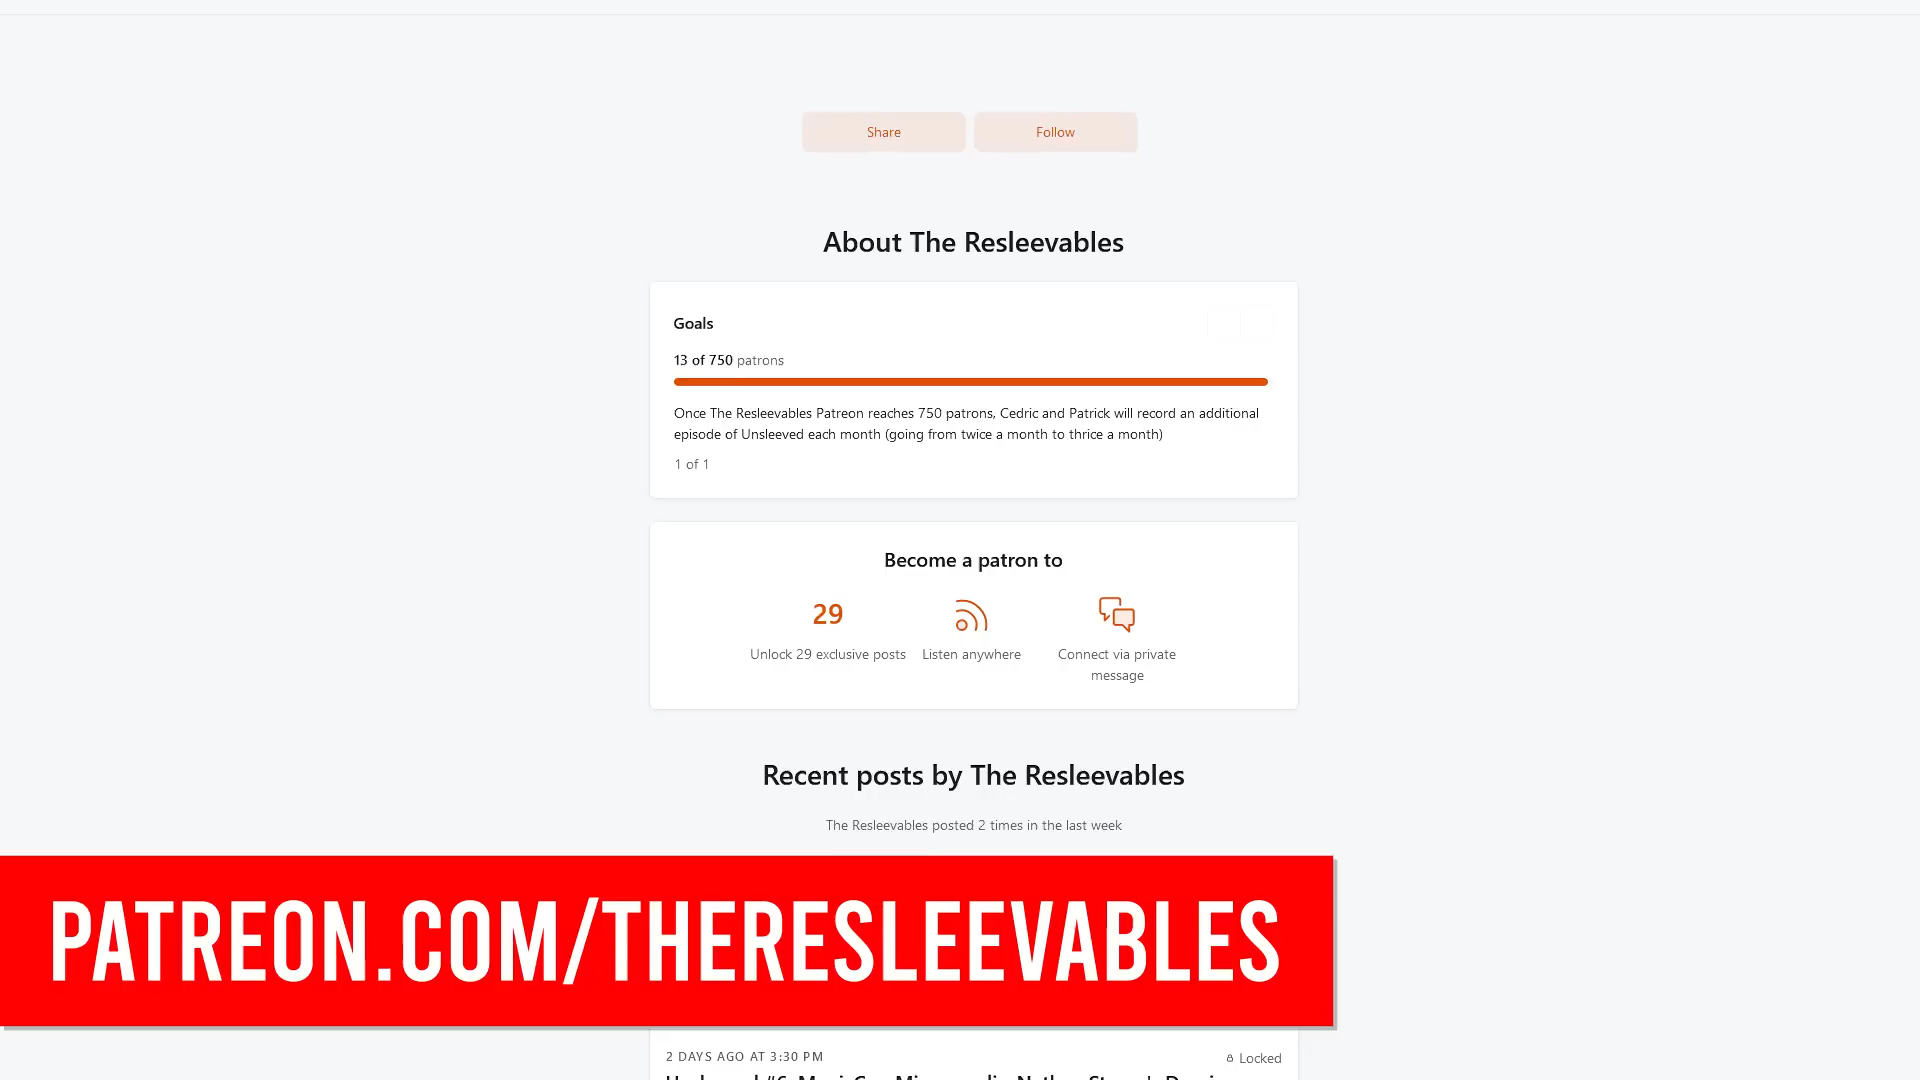 Share
Follow
About The Resleevables
Goals
13 of 750 patrons
Once The Resleevables Patreon reaches 750 patrons, Cedric and Patrick will record an additional
episode of Unsleeved each month (going from twice a month to thrice a month)
1 of 1
Become a patron to
29
Unlock 29 exclusive posts
Listen anywhere
Connect via private
message
Recent posts by The Resleevables
The Resleevables posted 2 times in the last week
PATREON.COM/THERESLEEVABLES
2 DAYS AGO AT 3:30 PM
Locked